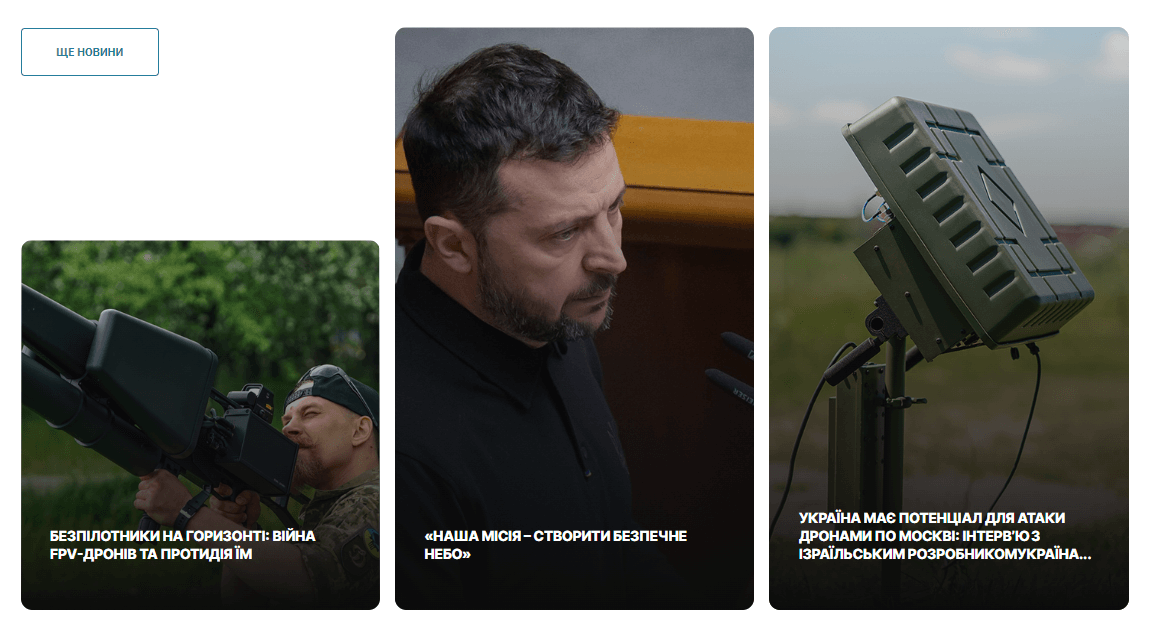 ЩЕ НОВИНИ
БЕЗПІЛОТНИКИ НА ГОРИЗОНТІ: ВІЙНА
FPV-ДРОНІВ ТА ПРОТИДІЯ ЇМ
«НАША МІСІЯ – СТВОРИТИ БЕЗПЕЧНЕ
НЕБО»
УКРАЇНА МАЄ ПОТЕНЦІАЛ ДЛЯ АТАКИ
ДРОНАМИ ПО МОСКВІ: ІНТЕРВ'Ю З
ІЗРАЇЛЬСЬКИМ РОЗРОБНИКОМУКРАЇНА...